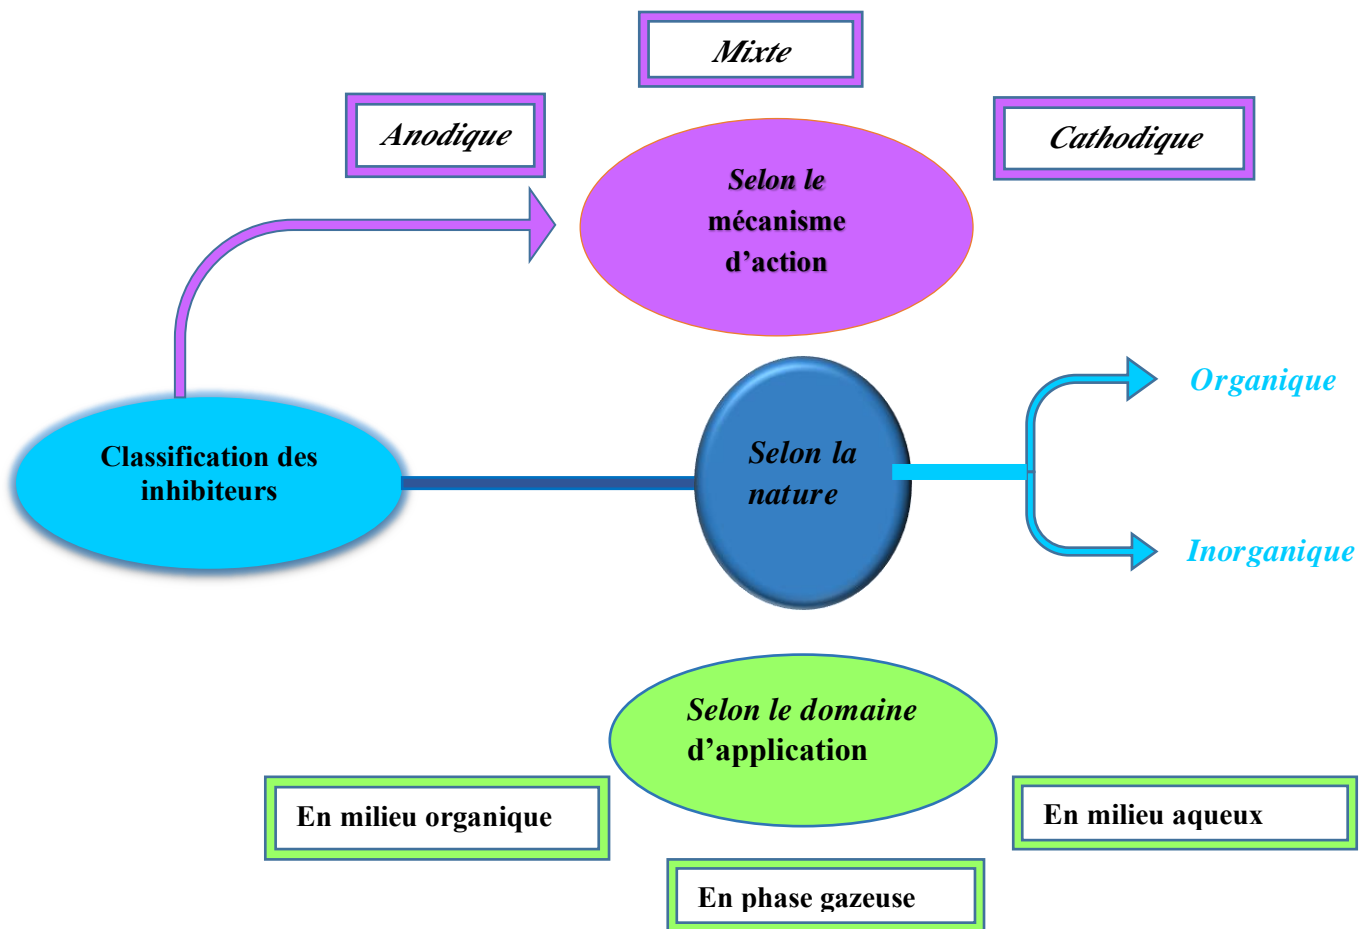 Mixte
Anodique
Cathodique
Selon le
mécanisme
d’action
Classification des
inhibiteurs
Selon la
nature
Organique
Inorganique
Selon le domaine
d’application
En milieu organique
En milieu aqueux
En phase gazeuse